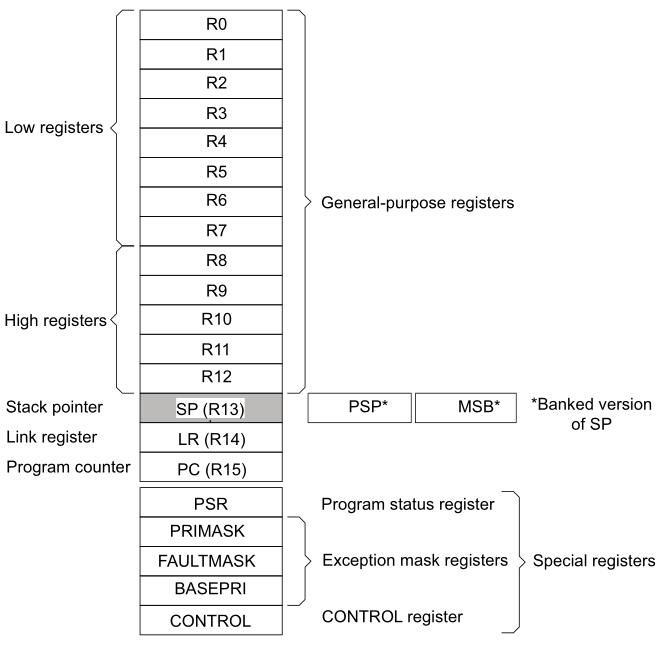 R0
R1
R2
R3
Low registers
R4
R5
R6
General-purpose registers
R7
R8
R9
High registers
R10
R11
R12
Stack pointer
SP (R13)
PSP*
MSB*
*Banked version
of SP
Link register
LR (R14)
Program counter
PC (R15)
PSR
Program status register
PRIMASK
FAULTMASK
Exception mask registers
Special registers
BASEPRI
CONTROL
CONTROL register